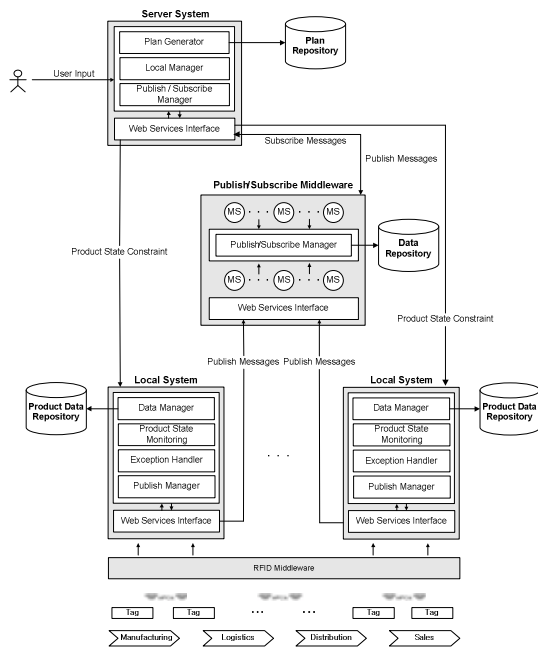 Server System
Plan Generator
Plan
Repository
Local Manager
User Input
Publish / Subscribe
Manager
Web Services Interface
Subscribe Messages
Publish Messages
Publish/Subscribe Middleware
MS · · · MS · · · MS
Publish/Subscribe Manager
Data
Repository
MS · · · MS · · · MS
Product State Constraint
Web Services Interface
Product State Constraint
Publish Messages
Publish Messages
Local System
Local System
Product Data
Repository
Data Manager
Product State
Monitoring
Exception Handler
Publish Manager
Web Services Interface
. . .
Data Manager
Product State
Monitoring
Exception Handler
Publish Manager
Web Services Interface
Product Data
Repository
RFID Middleware
Tag
Tag
...
...
Tag
Tag
Manufacturing
Logistics
Distribution
Sales